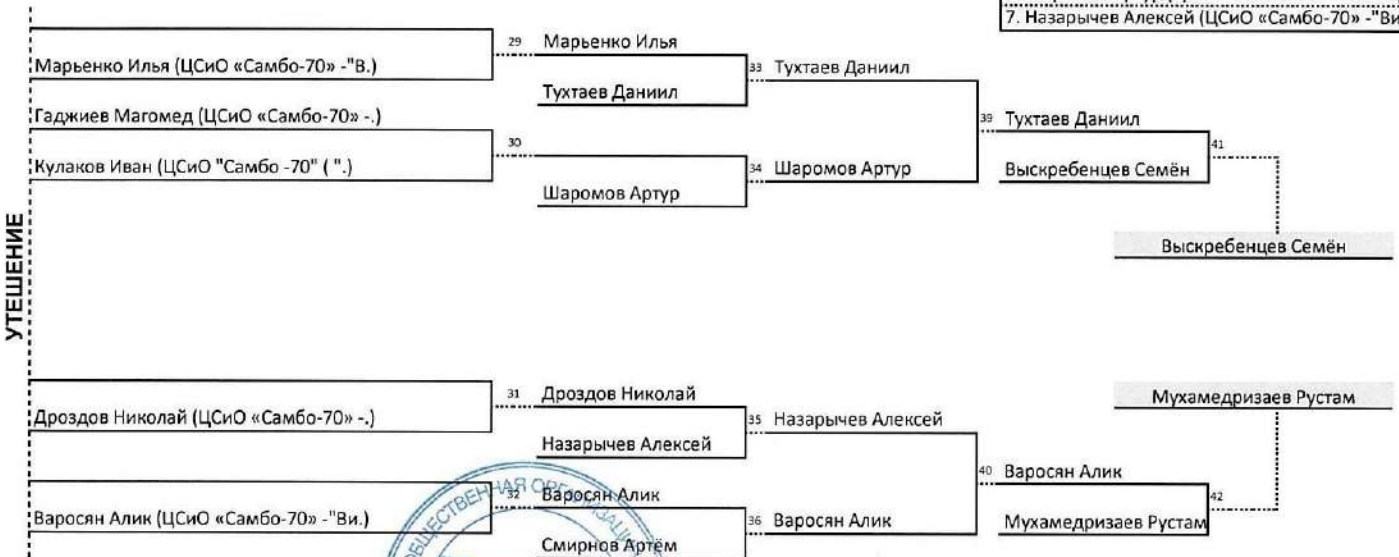 7. Назарычев Алексей (ЦСиО «Самбо-70» -"Ви
29 Марьенко Илья
Марьенко Илья (ЦСиО «Самбо-70» -"В.)
33 Тухтаев Даниил
Тухтаев Даниил
Гаджиев Магомед (ЦСиО «Самбо-70» -.)
39 Тухтаев Даниил
30
41
Кулаков Иван (ЦСиО "Самбо -70" ( ".)
34 Шаромов Артур
Выскребенцев Семён
Шаромов Артур
Выскребенцев Семён
УТЕШЕНИЕ
31 Дроздов Николай
Мухамедризаев Рустам
Дроздов Николай (ЦСиО «Самбо-70» -.)
35 Назарычев Алексей
Назарычев Алексей
40 Варосян Алик
ОБЩЕСТВЕННАЯ ОРГАНИЗАЦИ
32 Варосян Алик
42
Варосян Алик (ЦСиО «Самбо-70» -"Ви.)
36 Варосян Алик
Мухамедризаев Рустам
Смирнов Артём